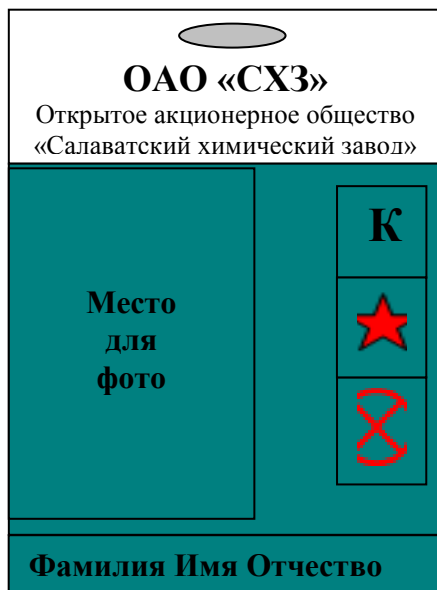 ОАО «СХЗ»
Открытое акционерное общество
«Салаватский химический завод»
К
Место
для
фото
Фамилия Имя Отчество